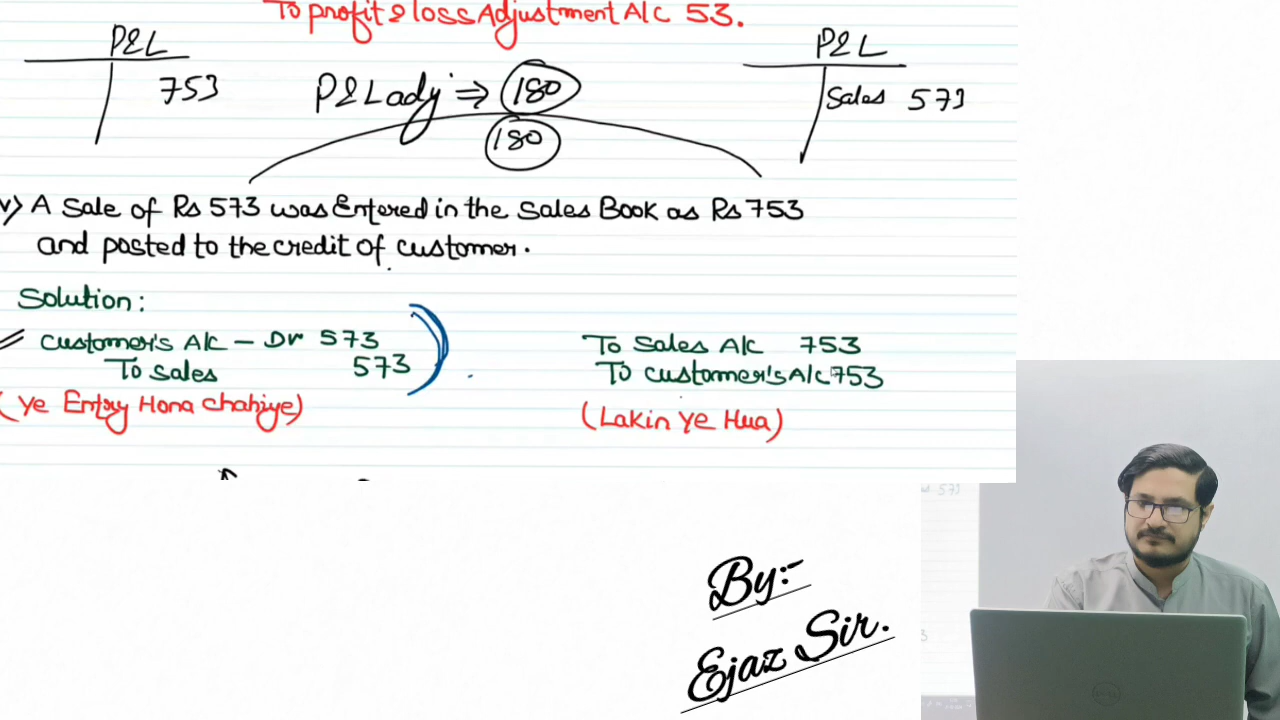 To profit & loss Adjustment A/c 53.
P&L
753
P&L adj ⇒ 180
180
P&L
Sales 573
v) A Sale of Rs 573 was Entered in the Sales Book as Rs 753
and posted to the credit of customer.
Solution:
Customer's A/c — Dr 573
To Sales 573
(Ye Entry Hona Chahiye)
To Sales A/c 753
To customer's A/c 753
(Lakin Ye Hua)
By:-
Ejaz Sir.